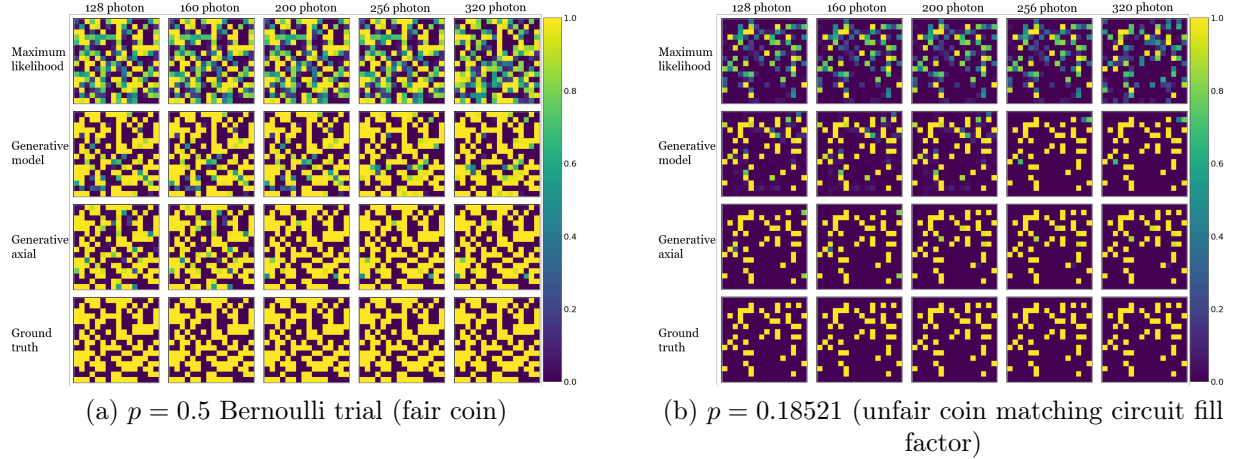 128 photon 160 photon 200 photon 256 photon 320 photon
Maximum
likelihood
Generative
model
Generative
axial
Ground
truth
1.0
0.8
0.6
0.4
0.2
0.0
(a) p = 0.5 Bernoulli trial (fair coin)
128 photon 160 photon 200 photon 256 photon 320 photon
Maximum
likelihood
Generative
model
Generative
axial
Ground
truth
1.0
0.8
0.6
0.4
0.2
0.0
(b) p = 0.18521 (unfair coin matching circuit fill
factor)